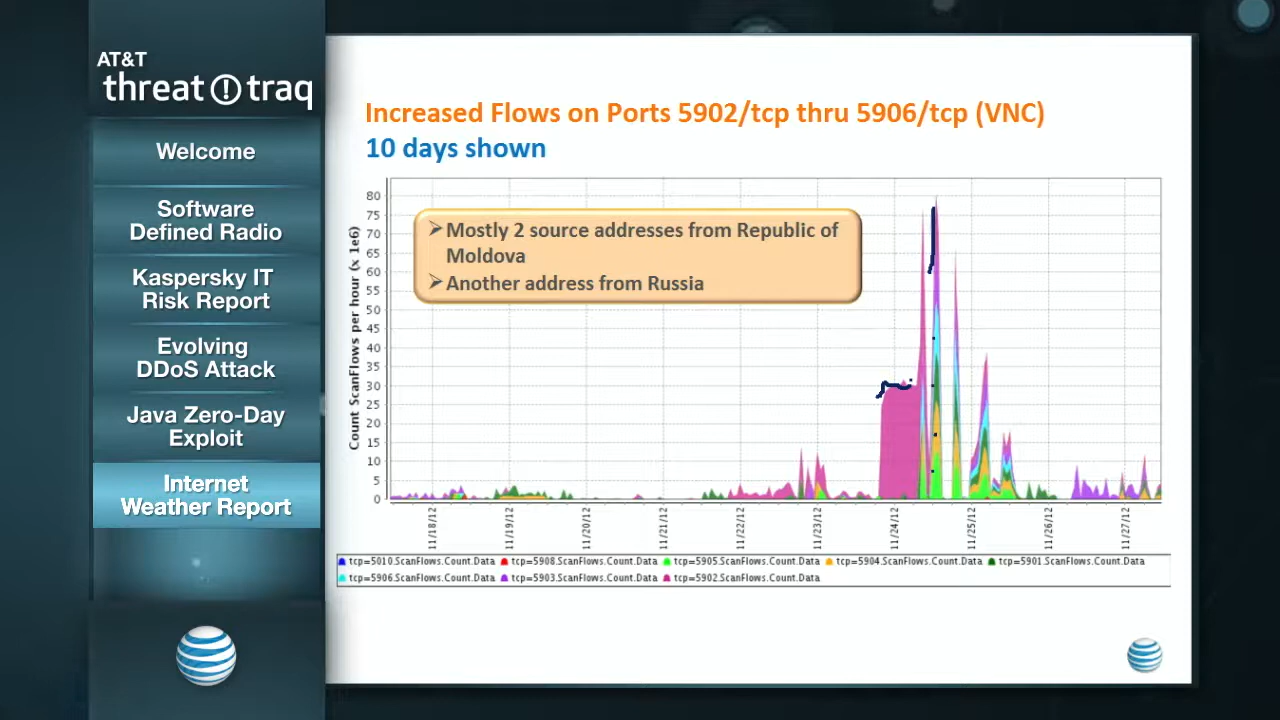 AT&T
threat traq
Welcome
Software
Defined Radio
Kaspersky IT
Risk Report
Evolving
DDoS Attack
Java Zero-Day
Exploit
Internet
Weather Report
Increased Flows on Ports 5902/tcp thru 5906/tcp (VNC)
10 days shown
➢ Mostly 2 source addresses from Republic of
Moldova
➢ Another address from Russia
Count ScanFlows per hour (x 1e6)
80
75
70
65
60
55
50
45
40
35
30
25
20
15
10
5
0
11/18/12
11/19/12
11/20/12
11/21/12
11/22/12
11/23/12
11/24/12
11/25/12
11/26/12
11/27/12
tcp=5010.ScanFlows.Count.Data tcp=5908.ScanFlows.Count.Data tcp=5905.ScanFlows.Count.Data tcp=5904.ScanFlows.Count.Data tcp=5901.ScanFlows.Count.Data
tcp=5906.ScanFlows.Count.Data tcp=5903.ScanFlows.Count.Data tcp=5902.ScanFlows.Count.Data